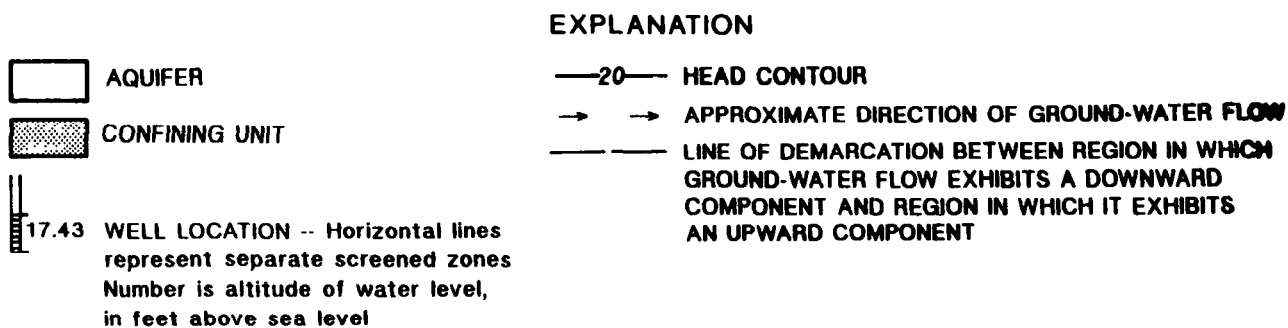 EXPLANATION
AQUIFER
CONFINING UNIT
17.43 WELL LOCATION -- Horizontal lines
represent separate screened zones
Number is altitude of water level,
in feet above sea level
20 HEAD CONTOUR
APPROXIMATE DIRECTION OF GROUND-WATER FLOW
LINE OF DEMARCATION BETWEEN REGION IN WHICH
GROUND-WATER FLOW EXHIBITS A DOWNWARD
COMPONENT AND REGION IN WHICH IT EXHIBITS
AN UPWARD COMPONENT